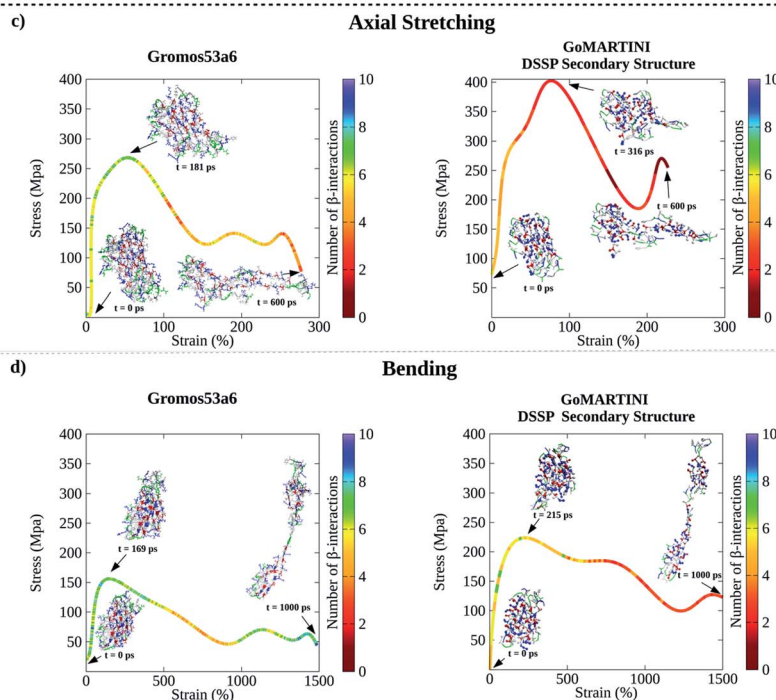 c)
Axial Stretching
Gromos53a6
GoMARTINI
DSSP Secondary Structure
400
350
300
250
200
150
100
50
Stress (Mpa)
0
100
200
300
Strain (%)
t = 181 ps
t = 0 ps
t = 600 ps
10
8
6
4
2
0
Number of β-interactions
400
350
300
250
200
150
100
50
Stress (Mpa)
0
100
200
300
Strain (%)
t = 316 ps
t = 600 ps
t = 0 ps
10
8
6
4
2
0
Number of β-interactions
d)
Bending
Gromos53a6
GoMARTINI
DSSP Secondary Structure
400
350
300
250
200
150
100
50
Stress (Mpa)
0
500
1000
1500
Strain (%)
t = 169 ps
t = 1000 ps
t = 0 ps
10
8
6
4
2
0
Number of β-interactions
400
350
300
250
200
150
100
50
Stress (Mpa)
0
500
1000
1500
Strain (%)
t = 215 ps
t = 1000 ps
t = 0 ps
10
8
6
4
2
0
Number of β-interactions